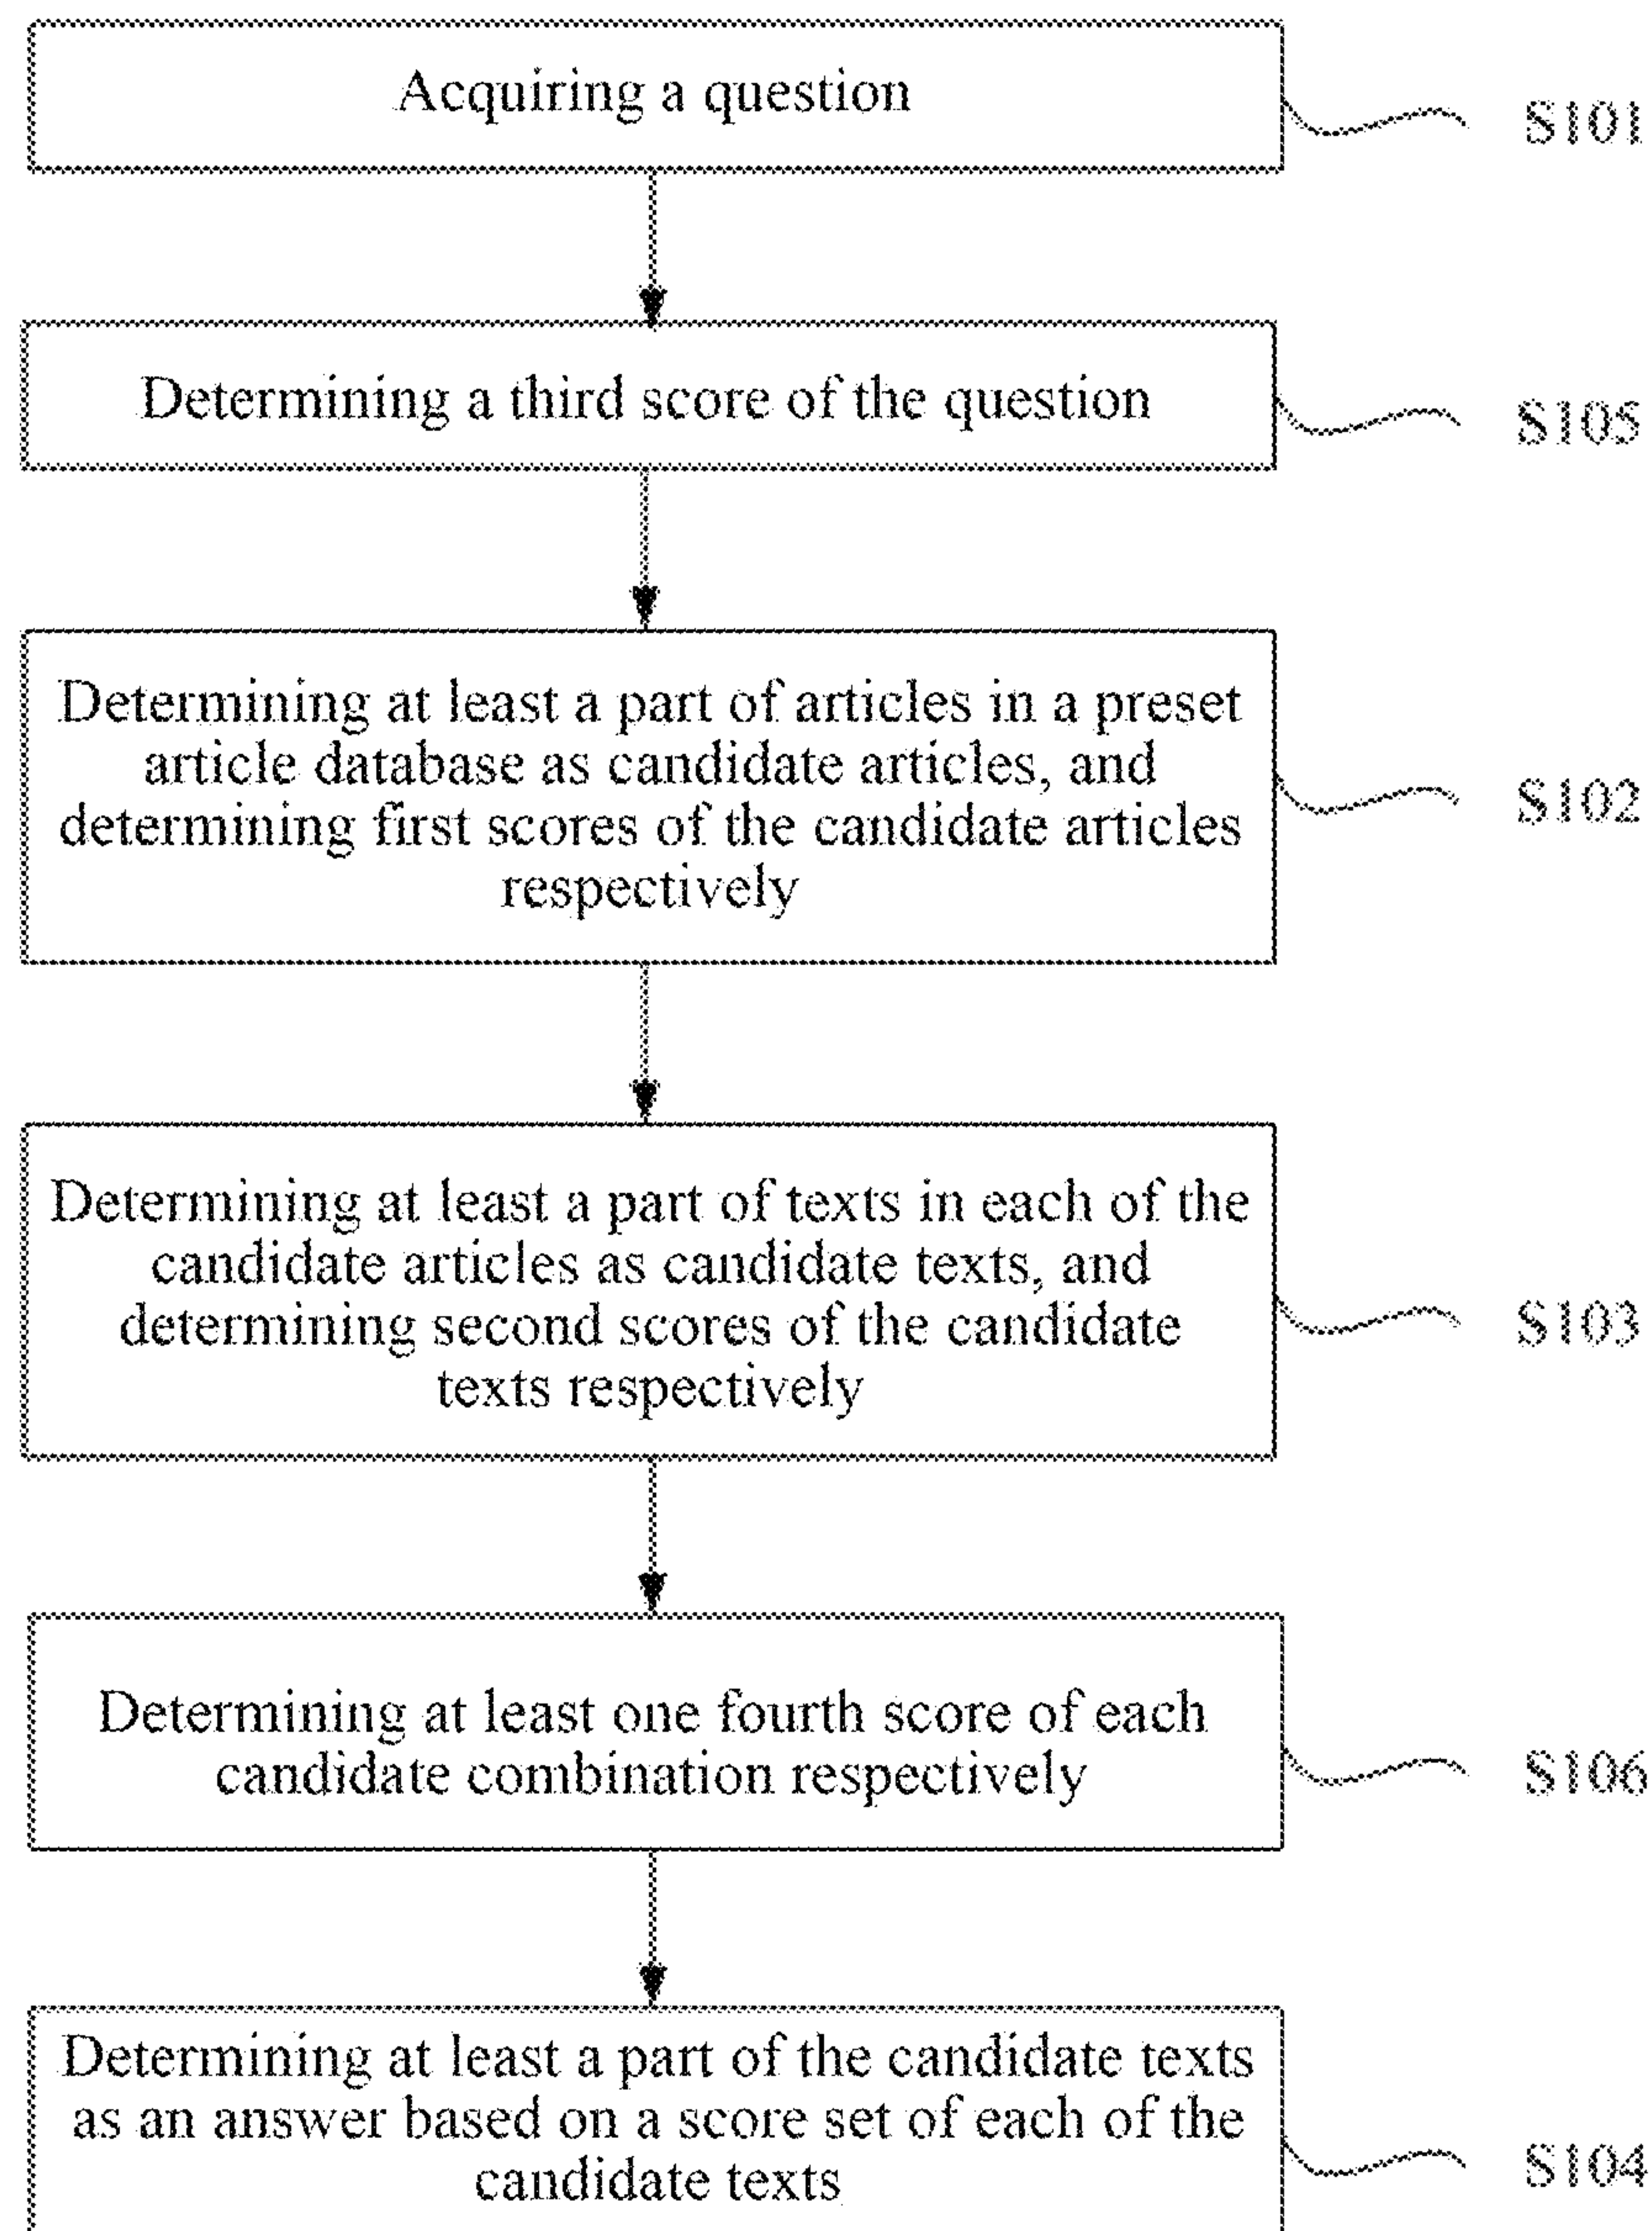 Acquiring a question
S101
Determining a third score of the question
S105
Determining at least a part of articles in a preset
article database as candidate articles, and
determining first scores of the candidate articles
respectively
S102
Determining at least a part of texts in each of the
candidate articles as candidate texts, and
determining second scores of the candidate
texts respectively
S103
Determining at least one fourth score of each
candidate combination respectively
S106
Determining at least a part of the candidate texts
as an answer based on a score set of each of the
candidate texts
S104